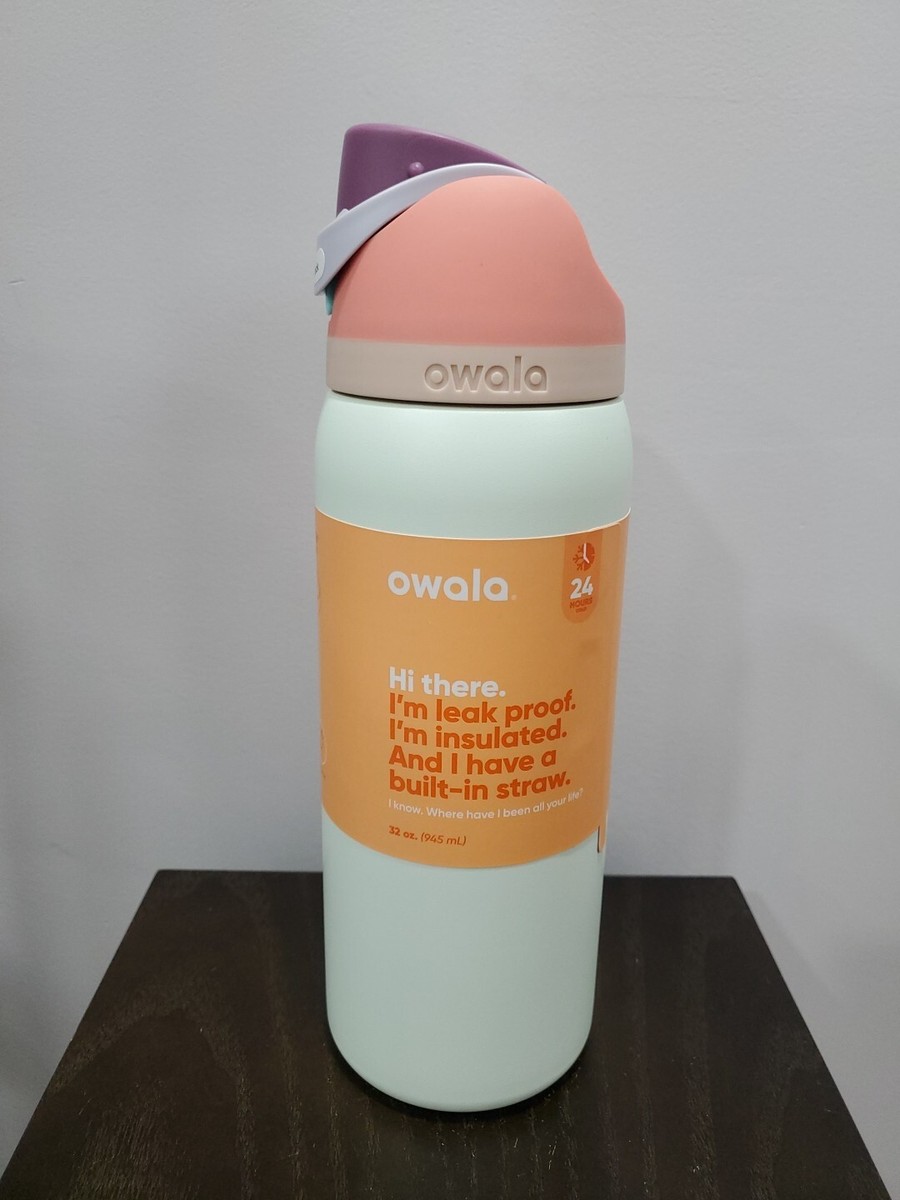 owala
owala
24
HOURS
Hi there.
I'm leak proof.
I'm insulated.
And I have a
built-in straw.
I know. Where have I been all your life?
32 oz. (945 mL)